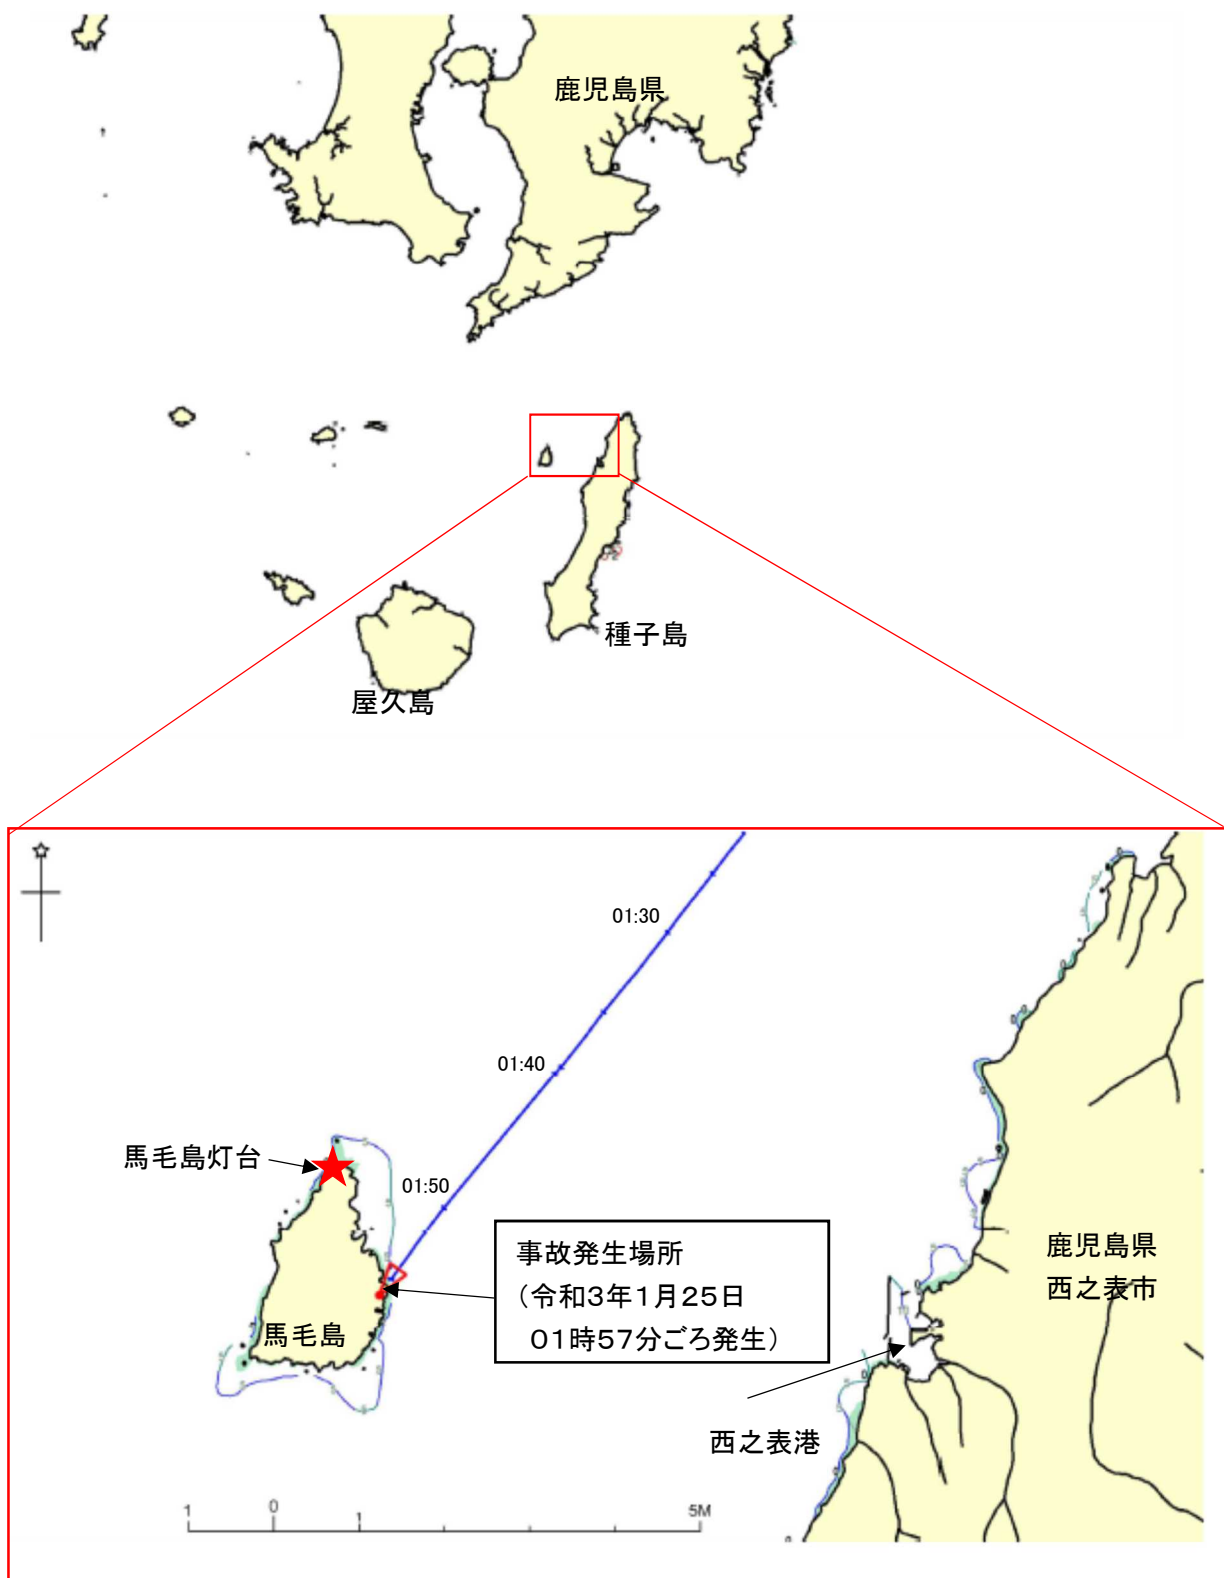 鹿児島県
種子島
屋久島
01:30
01:40
馬毛島灯台
01:50
事故発生場所
(令和3年1月25日
01時57分ごろ発生)
鹿児島県
西之表市
馬毛島
西之表港
1 0 1 5M